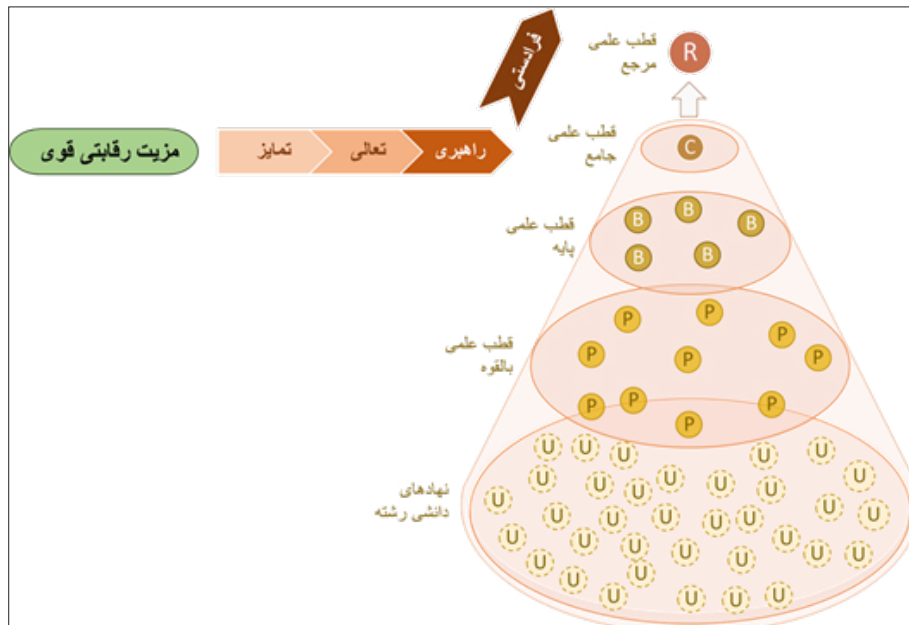 فرادستی
قطب علمی
مرجع
R
مزیت رقابتی قوی
تمایز
تعالی
راهبری
قطب علمی
جامع
C
قطب علمی
پایه
B B B
B B
قطب علمی
بالقوه
P P P
P P P
P P P P
نهادهای
دانشی رشته
U U U U U
U U U U U U U
U U U U U U U U U
U U U U U U U U
U U U U U U U